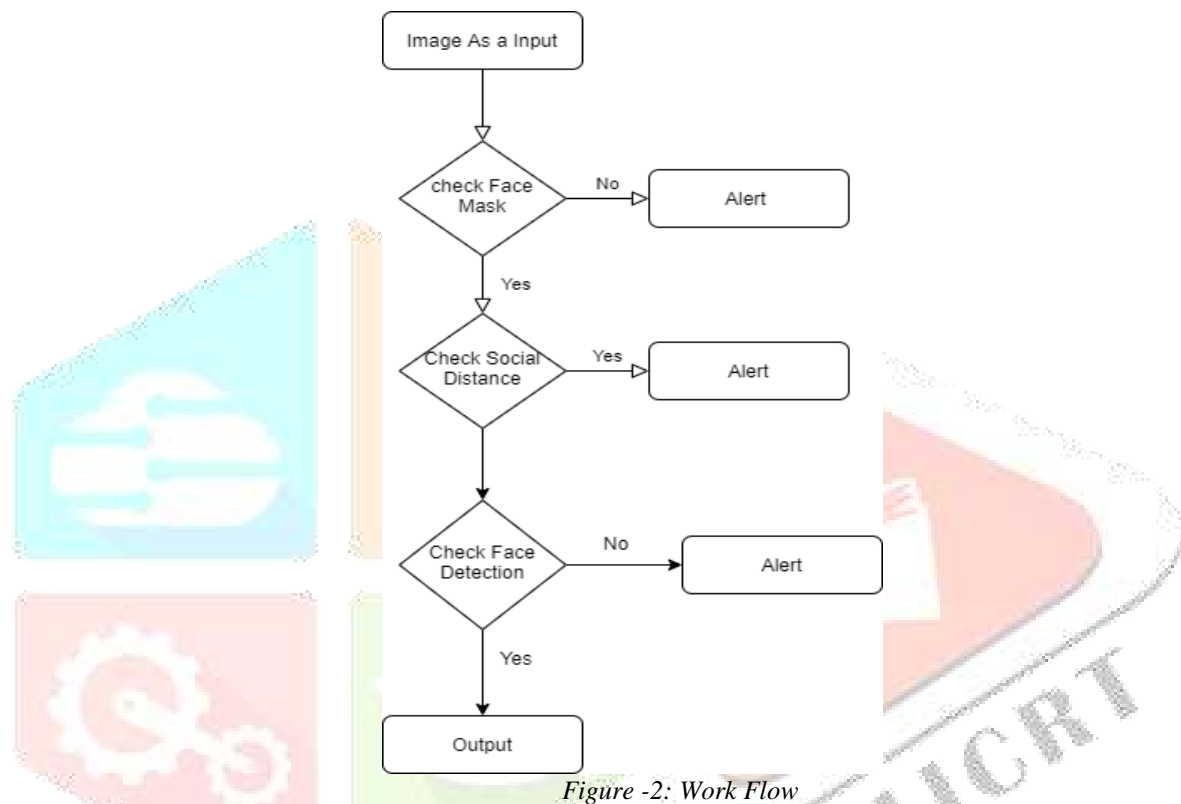 Image As a Input
check Face
Mask
No
Alert
Yes
Check Social
Distance
Yes
Alert
Check Face
Detection
No
Alert
Yes
Output
Figure -2: Work Flow
IJCRT